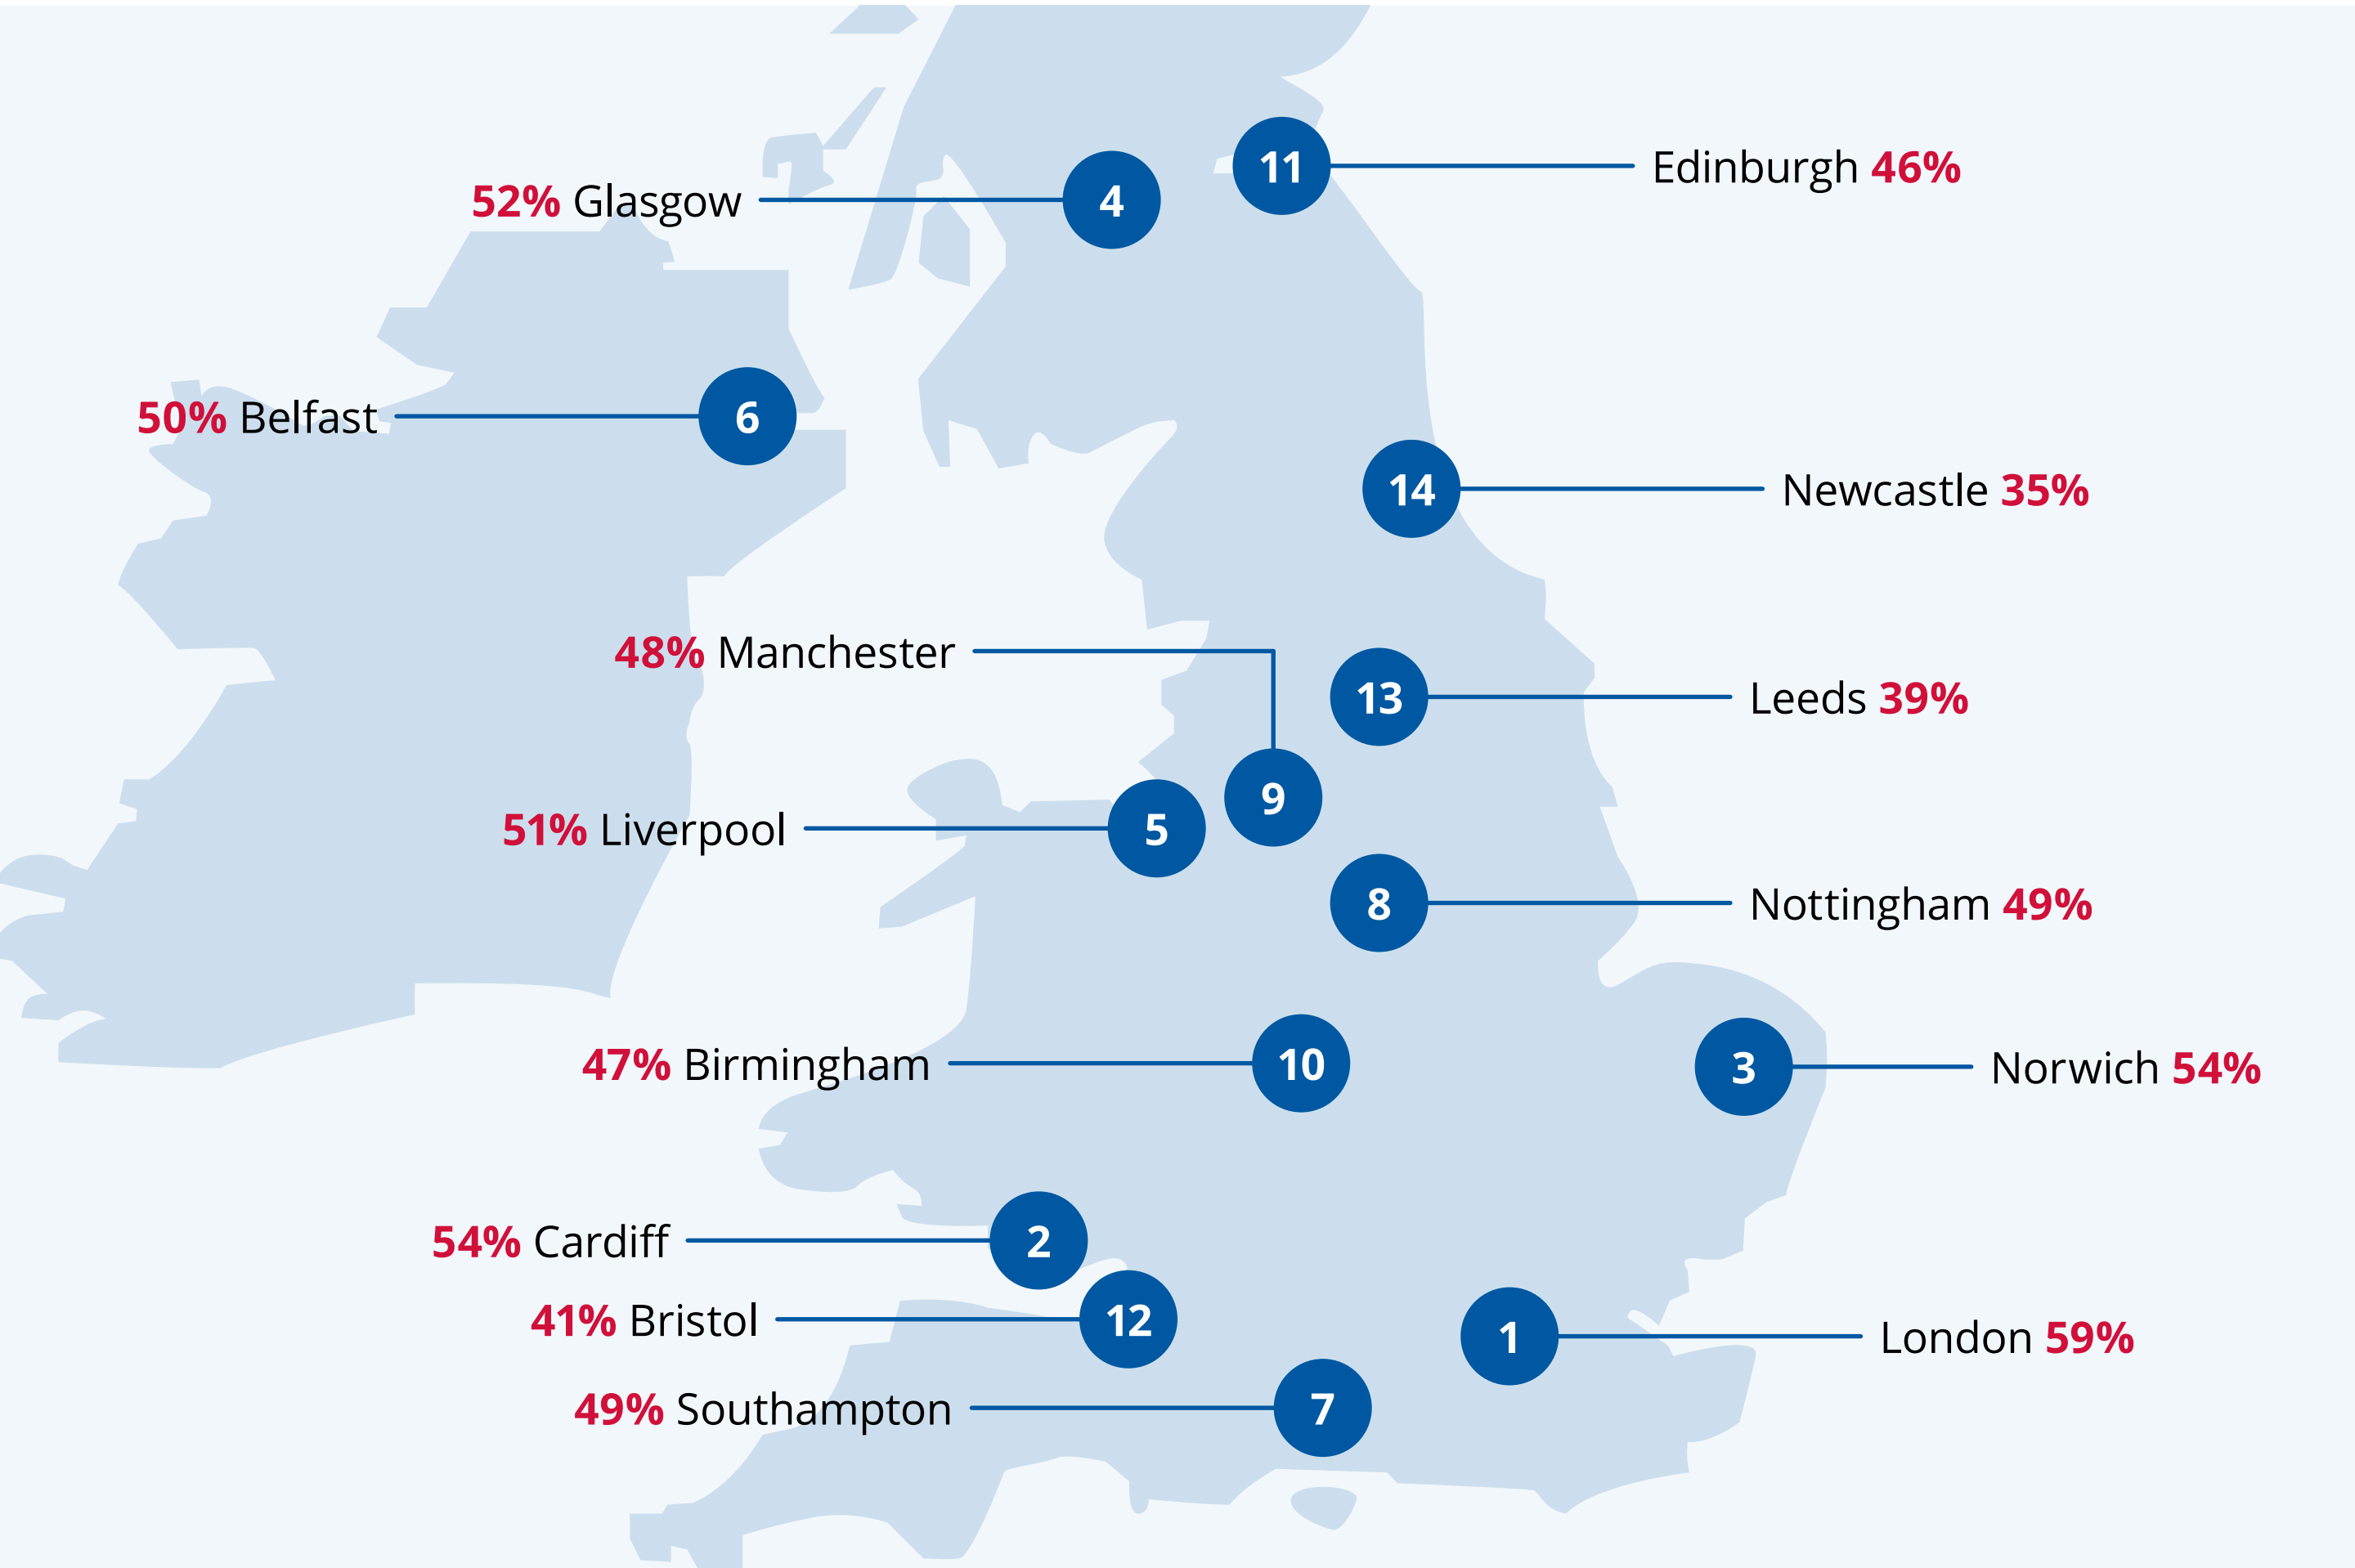 11
Edinburgh 46%
52% Glasgow
4
50% Belfast
6
14
Newcastle 35%
48% Manchester
13
Leeds 39%
9
51% Liverpool
5
8
Nottingham 49%
47% Birmingham
10
3
Norwich 54%
54% Cardiff
2
41% Bristol
12
1
London 59%
49% Southampton
7